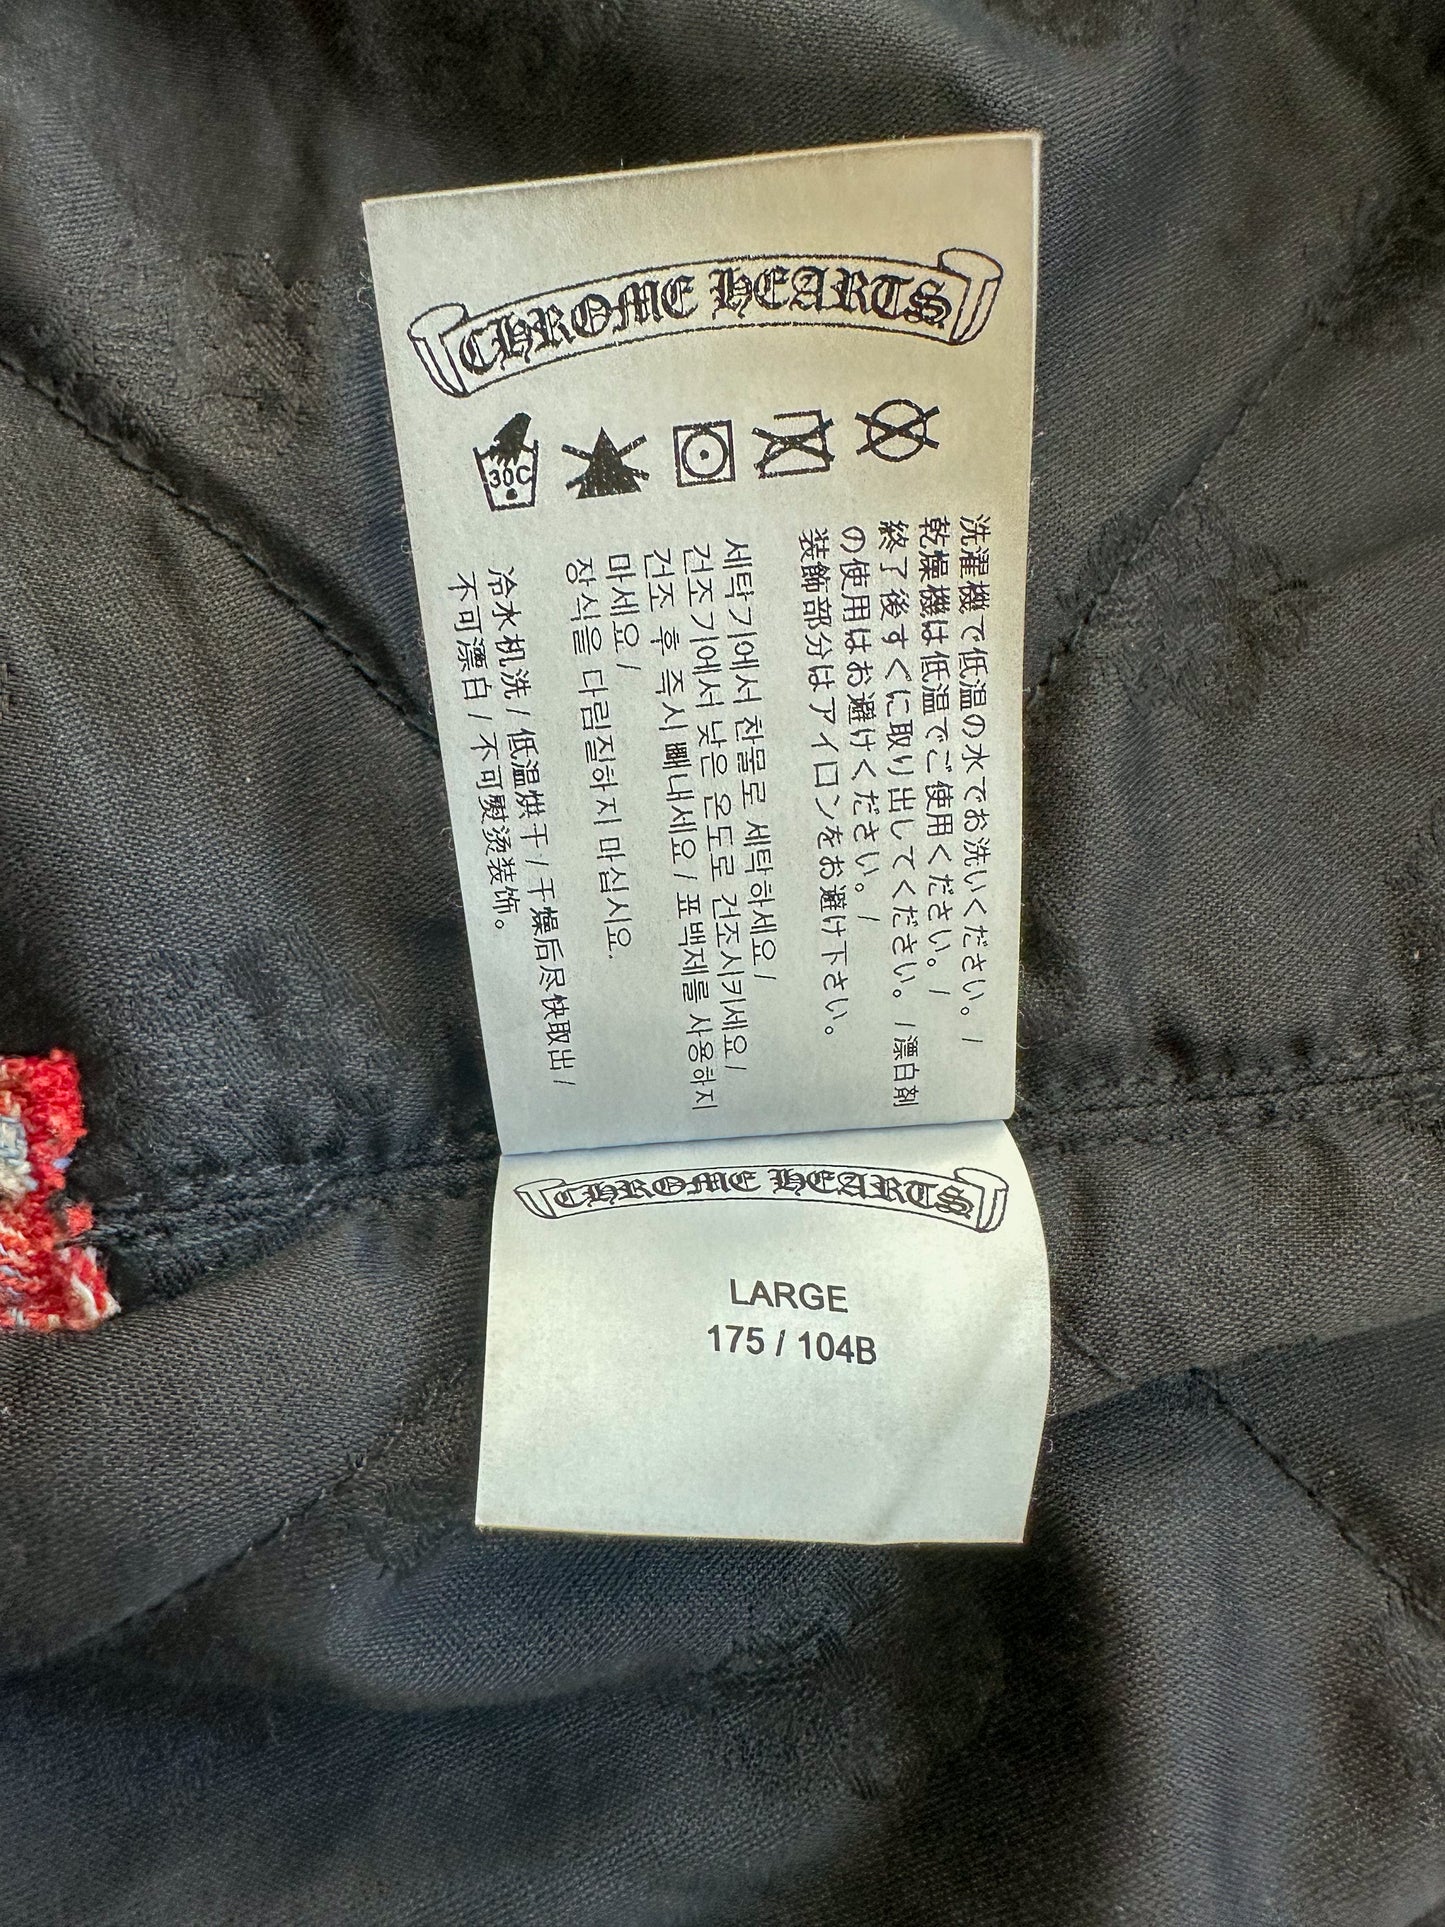 CHROME HEARTS
30C
洗濯機で低温の水でお洗いください。/
乾燥機は低温でご使用ください。/
終了後すぐに取り出してください。/漂白剤
の使用はお避けください。/
装飾部分はアイロンをお避け下さい。
세탁기에서 찬물로 세탁하세요/
건조기에서 낮은 온도로 건조시키세요/
건조 후 즉시 빼내세요/표백제를 사용하지
마세요/
장식을 다림질하지 마십시요.
冷水机洗/低温烘干/干燥后尽快取出/
不可漂白/不可熨烫装饰。
CHROME HEARTS
LARGE
175 / 104B